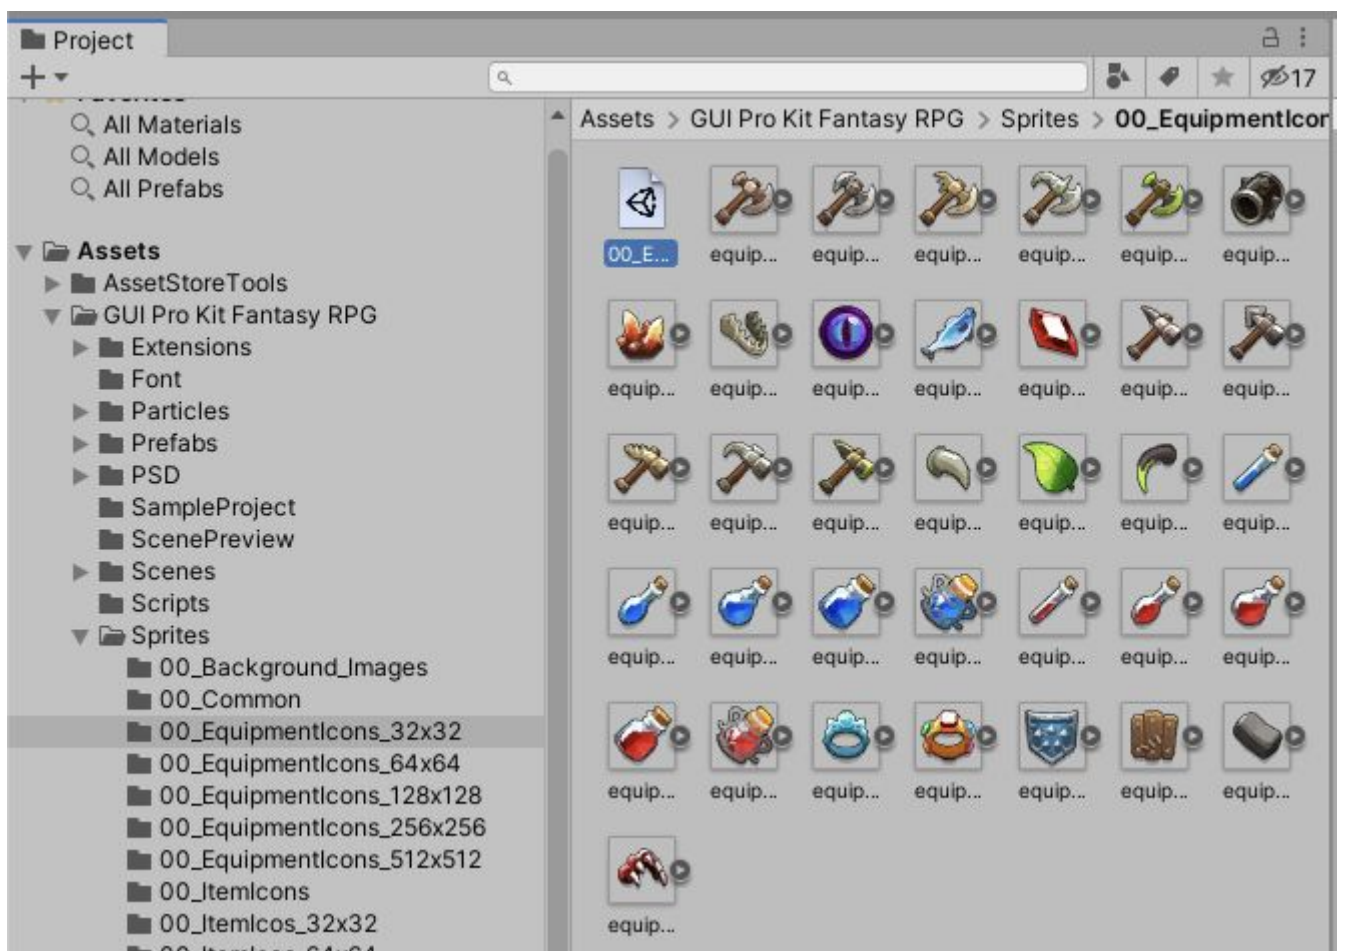 Project
17
Favorites
All Materials
All Models
All Prefabs
Assets
AssetStoreTools
GUI Pro Kit Fantasy RPG
Extensions
Font
Particles
Prefabs
PSD
SampleProject
ScenePreview
Scenes
Scripts
Sprites
00_Background_Images
00_Common
00_EquipmentIcons_32x32
00_EquipmentIcons_64x64
00_EquipmentIcons_128x128
00_EquipmentIcons_256x256
00_EquipmentIcons_512x512
00_ItemIcons
00_ItemIcos_32x32
00_ItemIcos_64x64
Assets > GUI Pro Kit Fantasy RPG > Sprites > 00_EquipmentIcon
00_E... equip... equip... equip... equip... equip... equip...
equip... equip... equip... equip... equip... equip... equip...
equip... equip... equip... equip... equip... equip... equip...
equip... equip... equip... equip... equip... equip... equip...
equip... equip... equip... equip... equip... equip... equip...
equip...